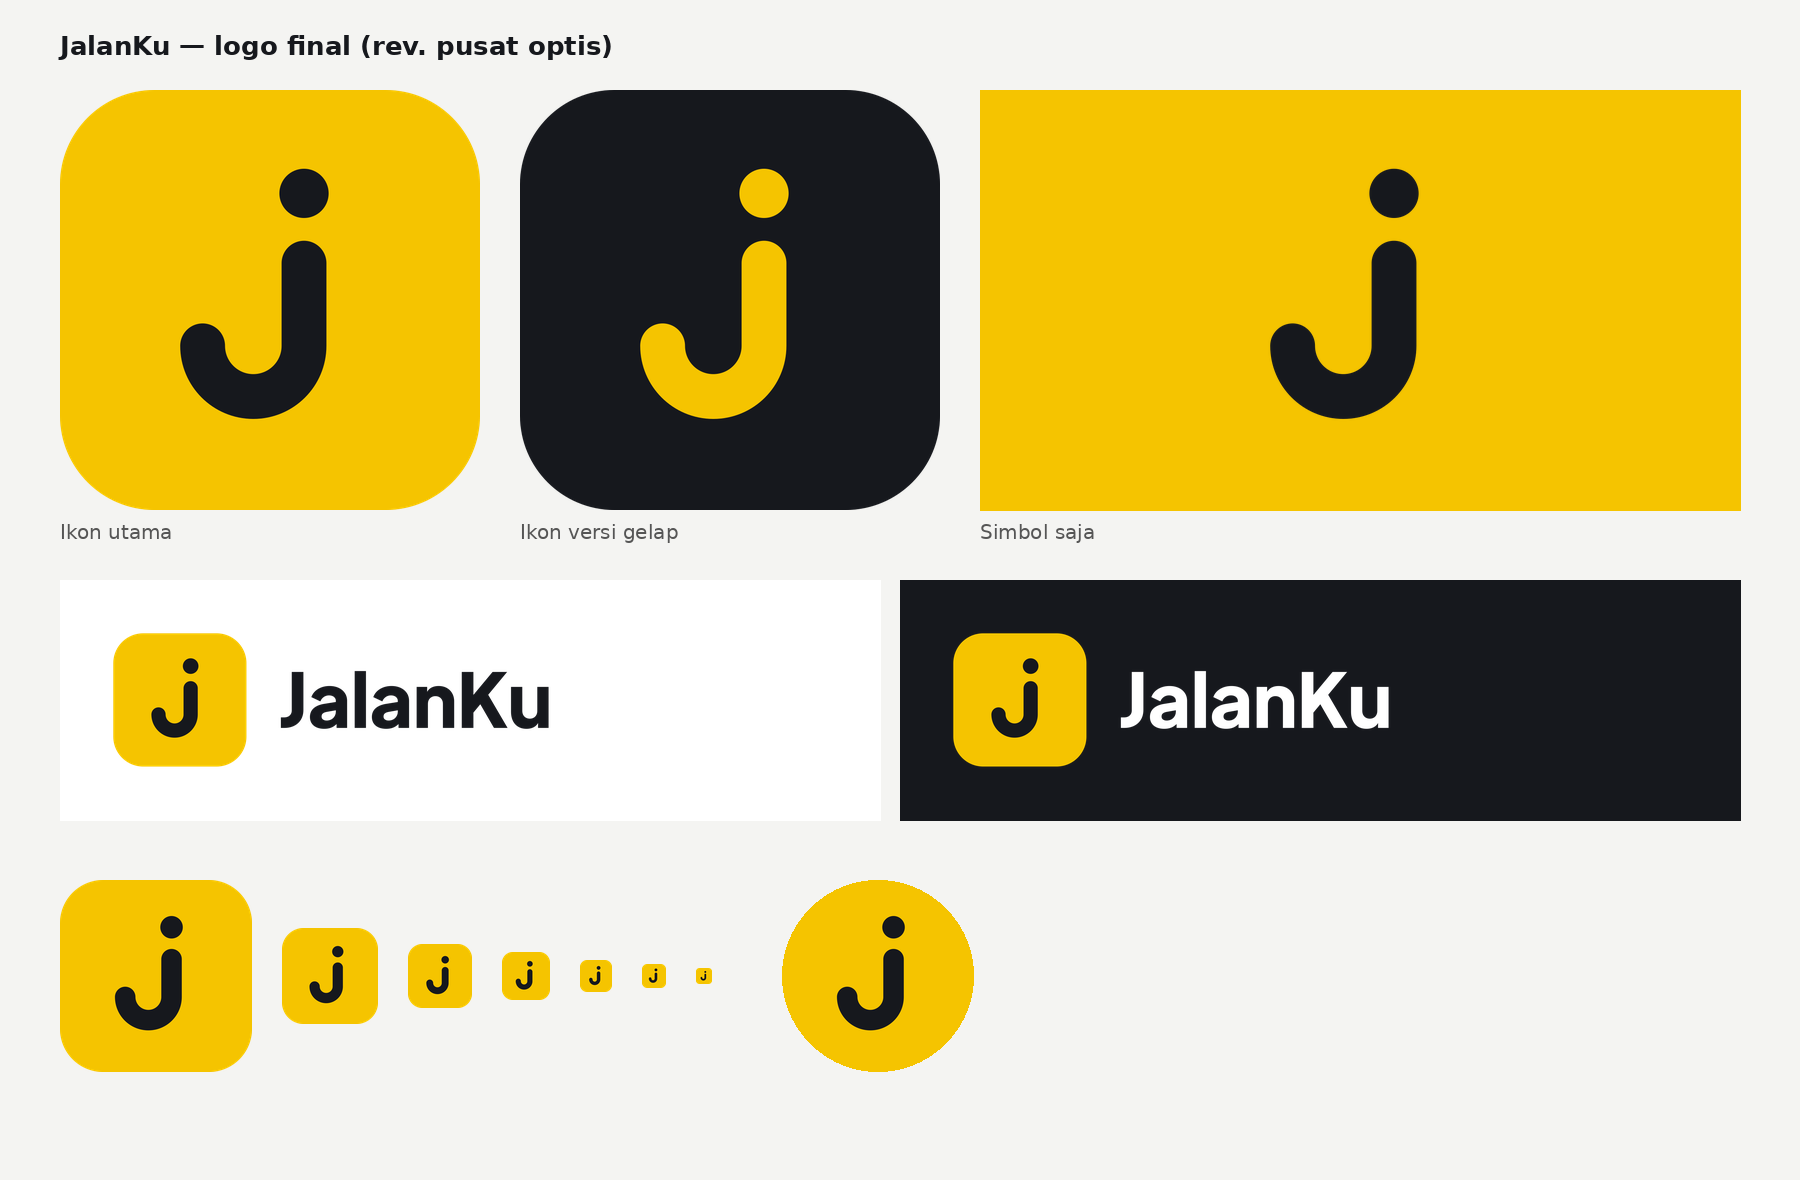 JalanKu — logo final (rev. pusat optis)
Ikon utama
Ikon versi gelap
Simbol saja
JalanKu
JalanKu